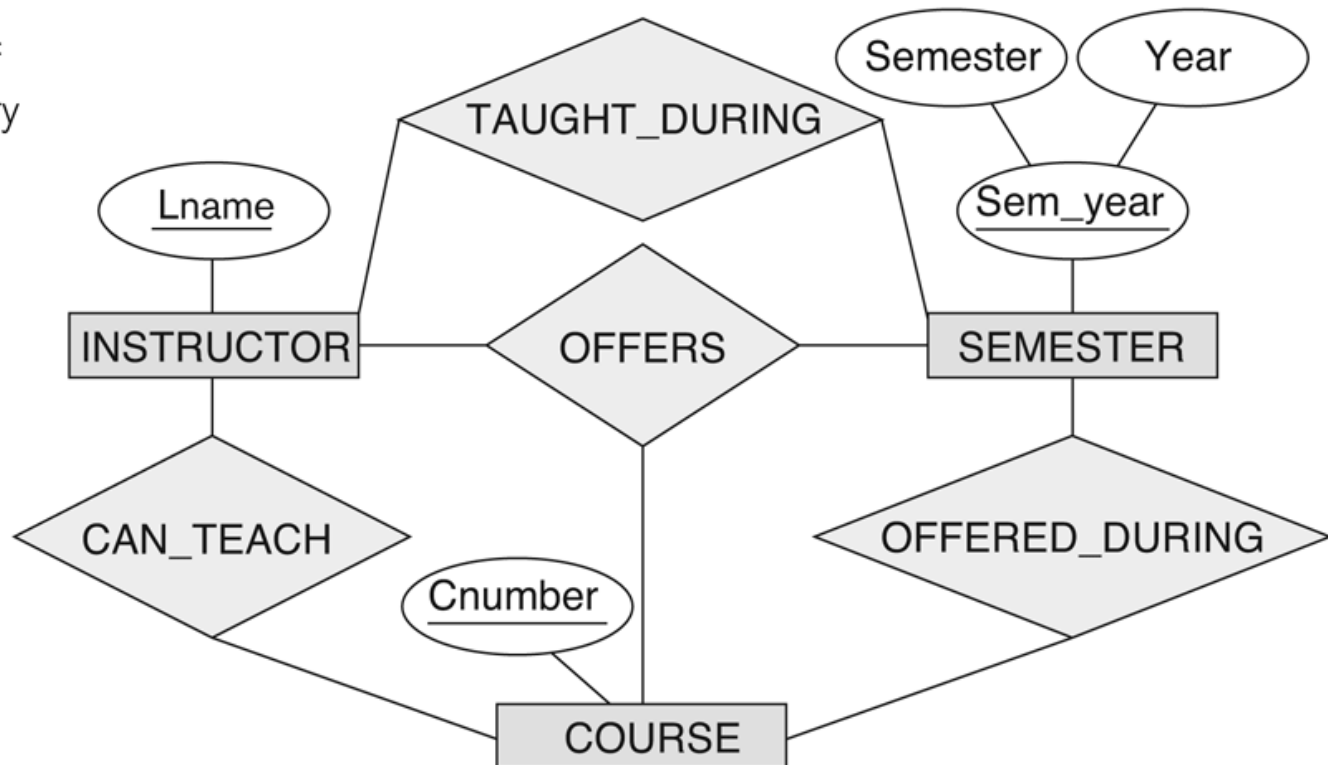 Semester
Year
TAUGHT_DURING
Lname
Sem_year
INSTRUCTOR
OFFERS
SEMESTER
CAN_TEACH
OFFERED_DURING
Cnumber
COURSE